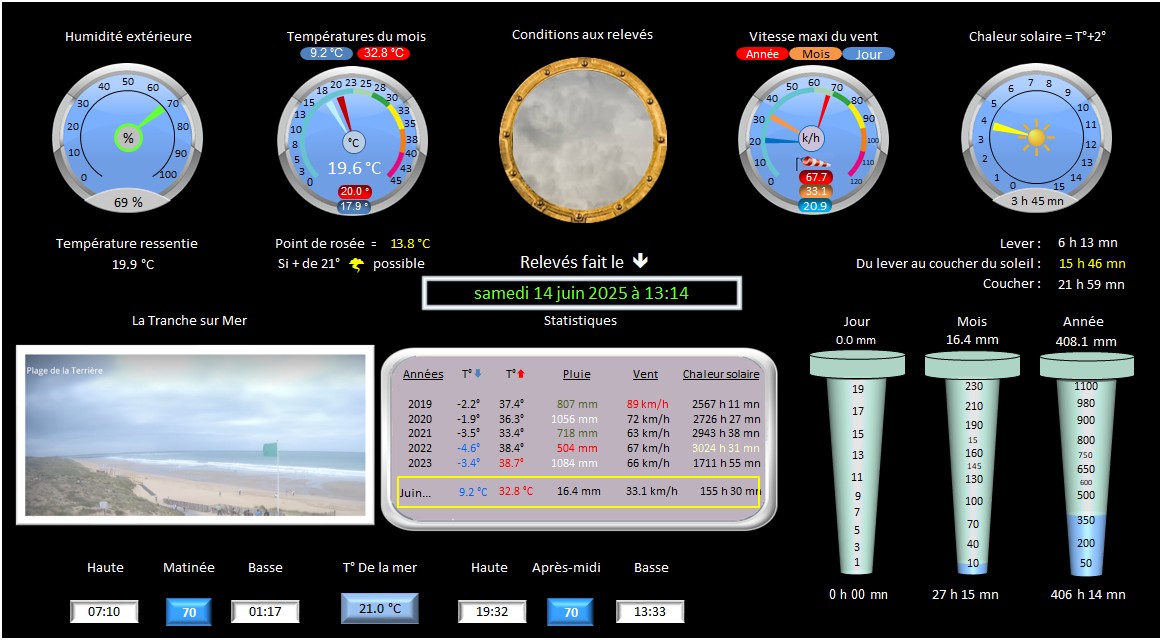 Humidité extérieure
Températures du mois
Conditions aux relevés
Vitesse maxi du vent
Chaleur solaire = T°+2°
9.2 °C 32.8 °C
Année Mois Jour
0 10 20 30 40 50 60 70 80 90 100
%
69 %
0 3 5 8 10 13 15 18 20 23 25 28 30 33 35 38 40 43 45
°C
19.6 °C
20.0 °
17.9 °
0 10 20 30 40 50 60 70 80 90 100 110 120
k/h
67.7
33.1
20.9
0 1 2 3 4 5 6 7 8 9 10 11 12 13 14 15
3 h 45 mn
Température ressentie
19.9 °C
Point de rosée = 13.8 °C
Si + de 21° possible
Relevés fait le
samedi 14 juin 2025 à 13:14
Lever : 6 h 13 mn
Du lever au coucher du soleil : 15 h 46 mn
Coucher : 21 h 59 mn
La Tranche sur Mer
Plage de la Terrière
Statistiques
Années T° T° Pluie Vent Chaleur solaire
2019 -2.2° 37.4° 807 mm 89 km/h 2567 h 11 mn
2020 -1.9° 36.3° 1056 mm 72 km/h 2726 h 27 mn
2021 -3.5° 33.4° 718 mm 63 km/h 2943 h 38 mn
2022 -4.6° 38.4° 504 mm 67 km/h 3024 h 31 mn
2023 -3.4° 38.7° 1084 mm 66 km/h 1711 h 55 mn
Juin... 9.2 °C 32.8 °C 16.4 mm 33.1 km/h 155 h 30 mn
Jour
0.0 mm
19
17
15
13
11
9
7
5
3
1
0 h 00 mn
Mois
16.4 mm
230
210
190
15
160
145
130
100
70
40
10
27 h 15 mn
Année
408.1 mm
1100
980
900
800
750
650
600
500
350
200
50
406 h 14 mn
Haute Matinée Basse
07:10 70 01:17
T° De la mer
21.0 °C
Haute Après-midi Basse
19:32 70 13:33